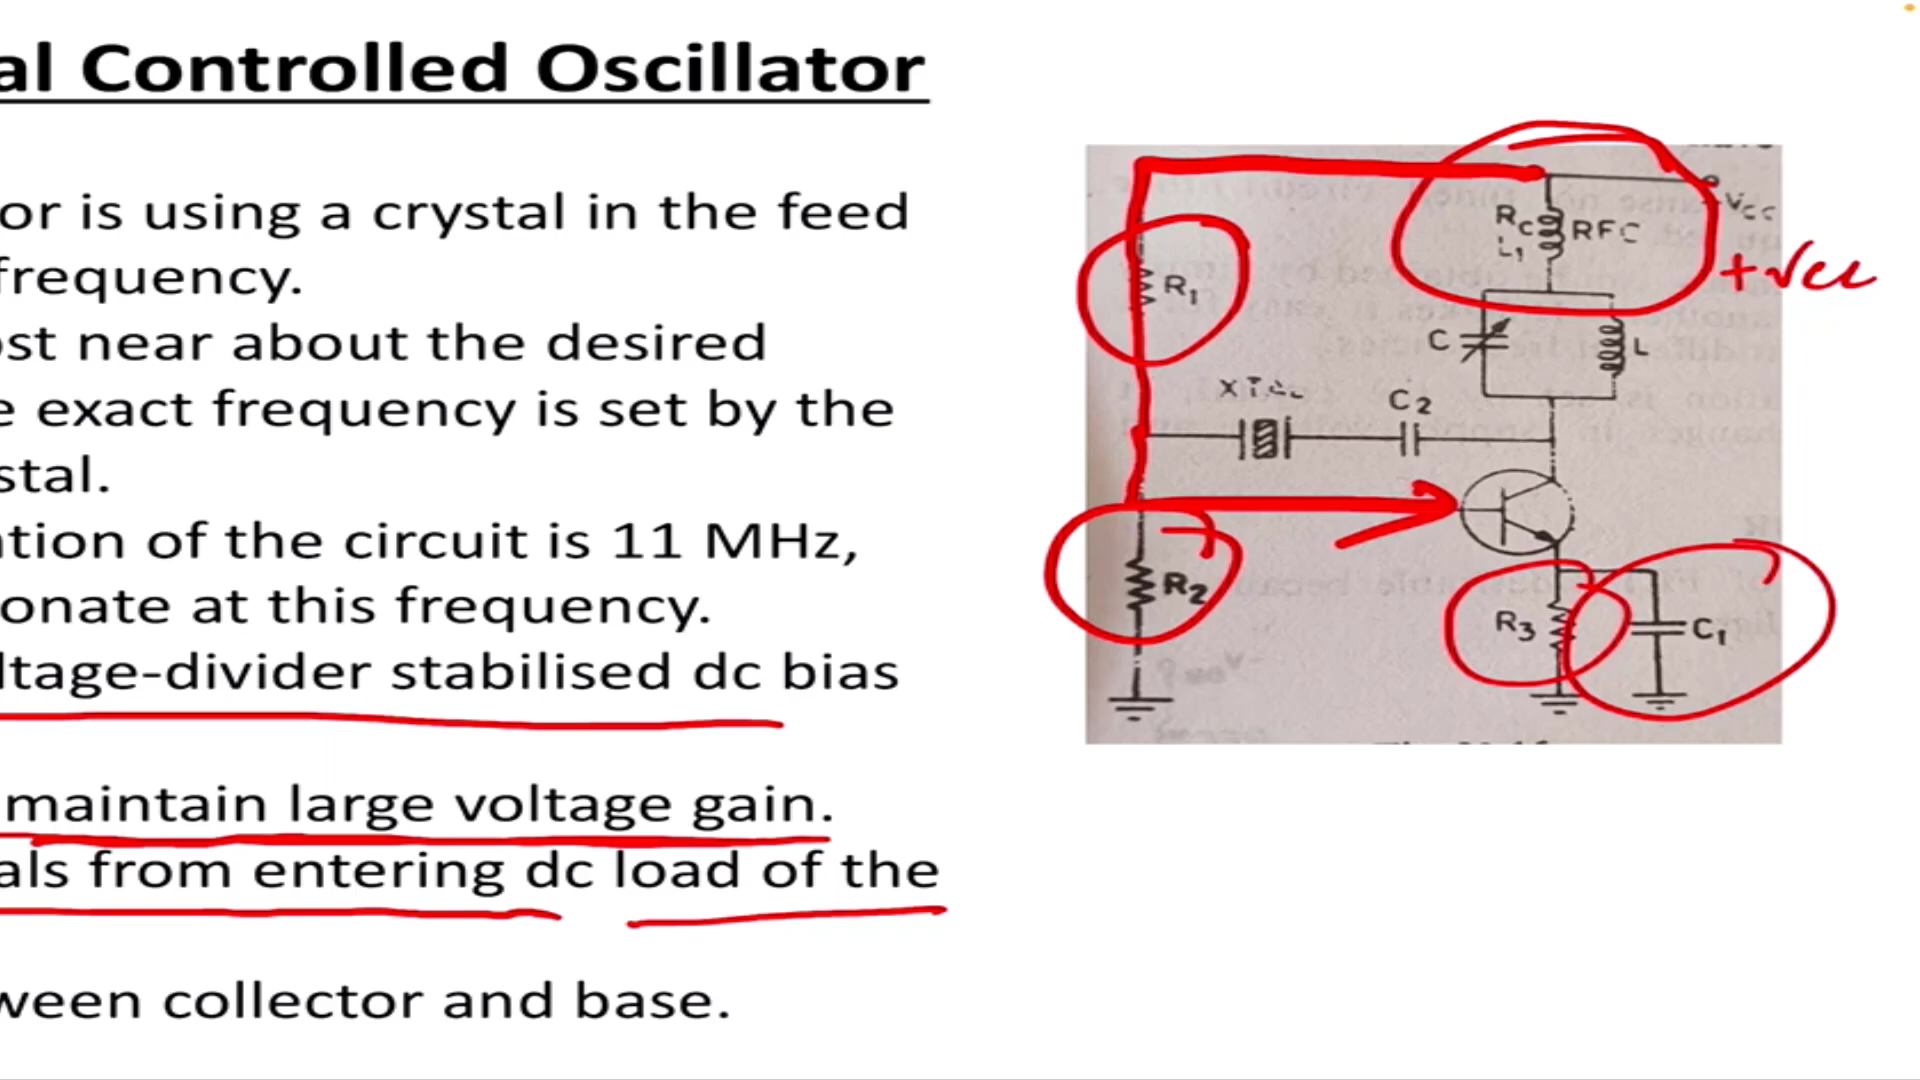 al Controlled Oscillator
or is using a crystal in the feed
frequency.
ost near about the desired
e exact frequency is set by the
stal.
ation of the circuit is 11 MHz,
onate at this frequency.
ltage-divider stabilised dc bias
maintain large voltage gain.
als from entering dc load of the
ween collector and base.
VCC
RC
L1
RFC
+Vcc
R1
C
L
XTAL
C2
R2
R3
C1